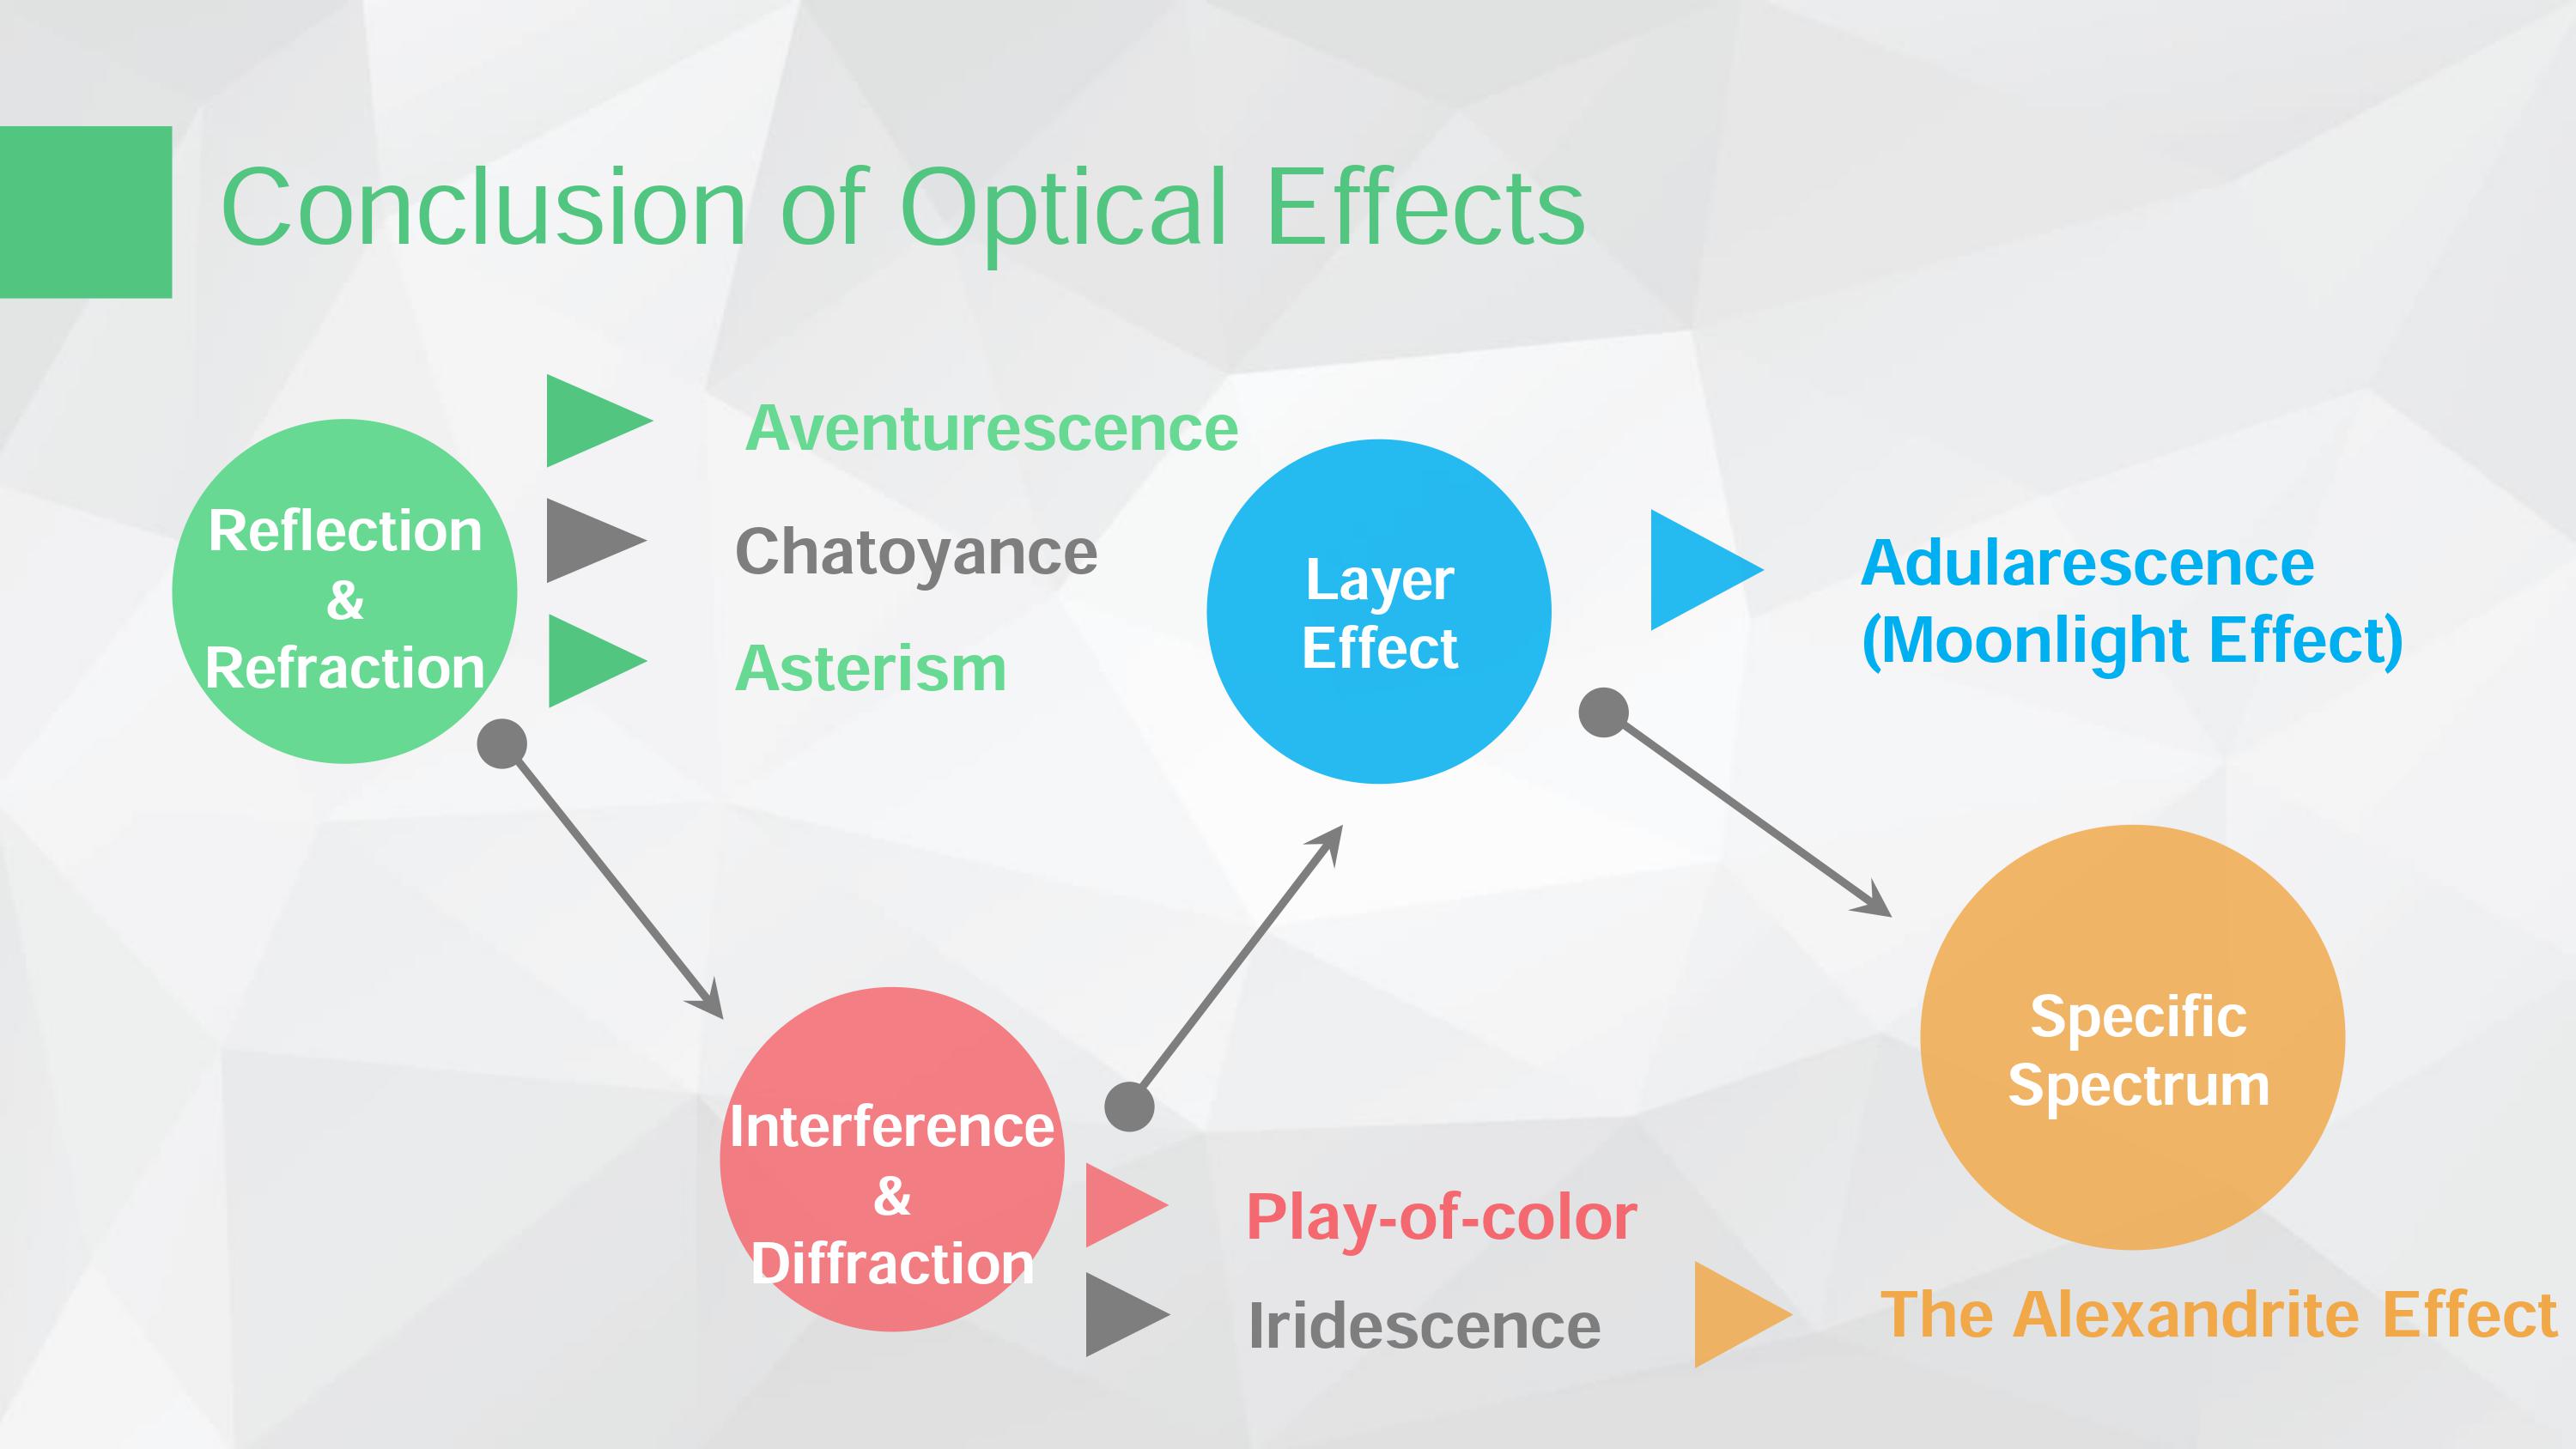 Conclusion of Optical Effects
Reflection
&
Refraction
Aventurescence
Chatoyance
Asterism
Interference
&
Diffraction
Play-of-color
Iridescence
Layer
Effect
Adularescence
(Moonlight Effect)
Specific
Spectrum
The Alexandrite Effect